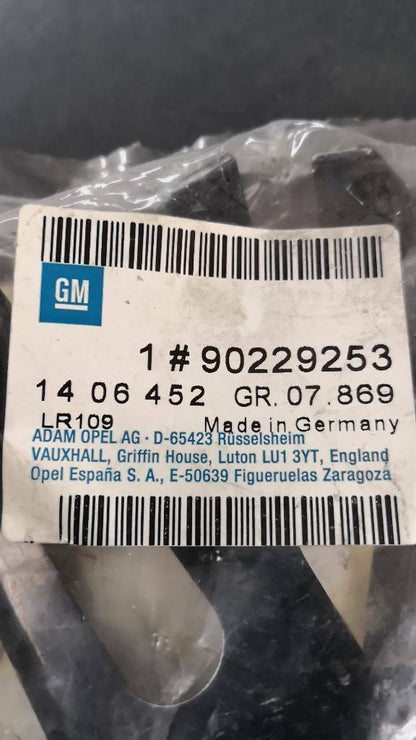 GM
1 # 90229253
14 06 452 GR. 07.869
LR109 Made in Germany
ADAM OPEL AG · D-65423 Rüsselsheim
VAUXHALL, Griffin House, Luton LU1 3YT, England
Opel España S. A., E-50639 Figueruelas Zaragoza